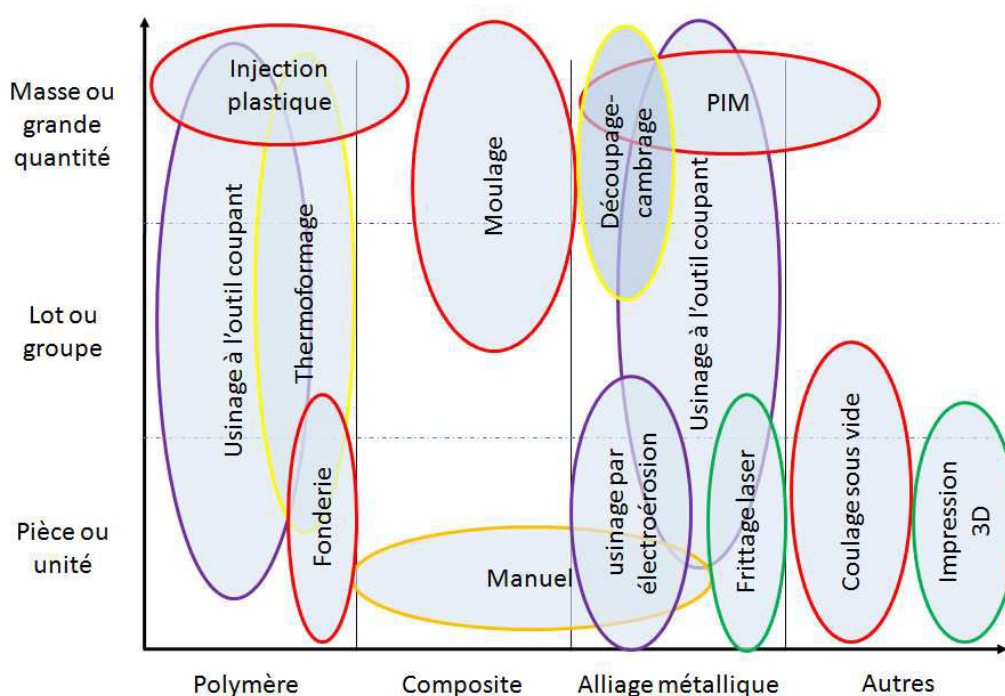 Masse ou
grande
quantité
Injection
plastique
Usinage à l'outil coupant
Thermoformage
Moulage
Découpage-
cambrage
PIM
Usinage à l'outil coupant
Lot ou
groupe
Pièce ou
unité
Fonderie
Manuel
usinage par
électroérosion
Frittage laser
Coulage sous vide
Impression
3D
Polymère
Composite
Alliage métallique
Autres